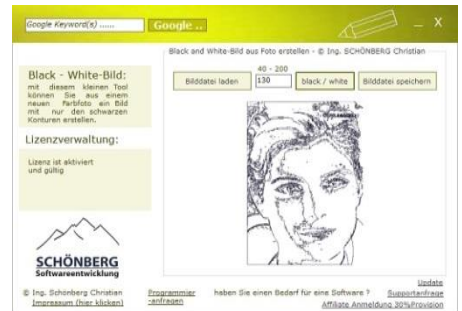 Google Keyword(s) ......
Google ..
_ X
Black and White-Bild aus Foto erstellen - © Ing. SCHÖNBERG Christian
40 - 200
Bilddatei laden
130
black / white
Bilddatei speichern
Black - White-Bild:
mit diesem kleinen Tool
können Sie aus einem
neuen Farbfoto ein Bild
mit nur den schwarzen
Konturen erstellen.
Lizenzverwaltung:
Lizenz ist aktiviert
und gültig
SCHÖNBERG
Softwareentwicklung
© Ing. Schönberg Christian
Impressum (hier klicken)
Programmier
-anfragen
haben Sie einen Bedarf für eine Software ?
Update
Supportanfrage
Affiliate Anmeldung 30%Provision